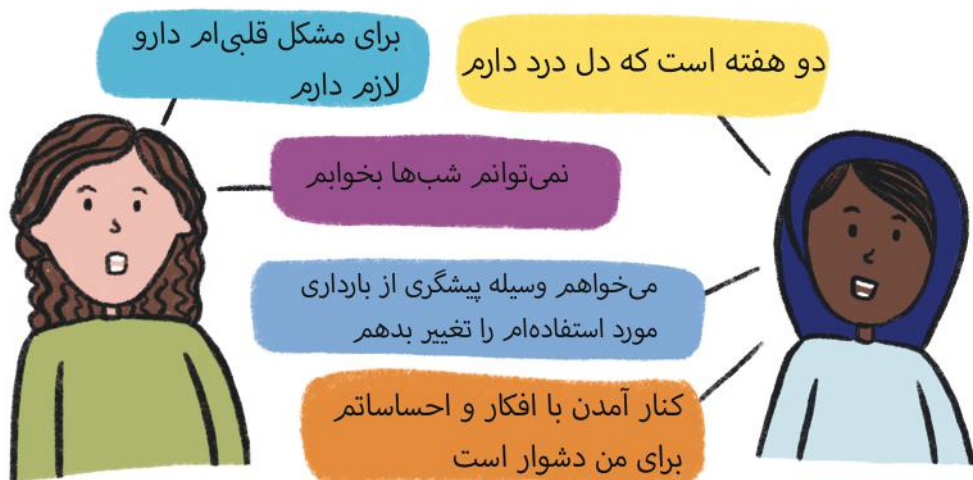 دو هفته است که دل درد دارم
برای مشکل قلبی‌ام دارو
لازم دارم
نمی‌توانم شب‌ها بخوابم
می‌خواهم وسیله پیشگری از بارداری
مورد استفاده‌ام را تغییر بدهم
کنار آمدن با افکار و احساساتم
برای من دشوار است